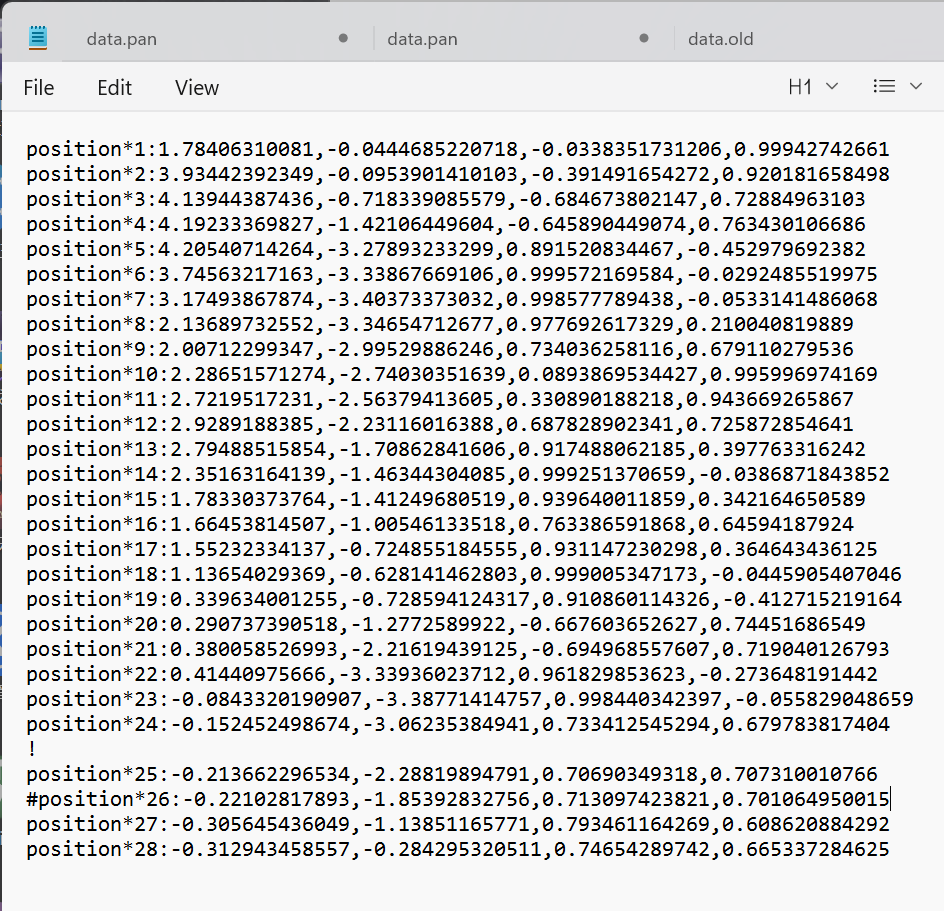 data.pan data.pan data.old
File Edit View H1
position*1:1.78406310081,-0.0444685220718,-0.0338351731206,0.99942742661
position*2:3.93442392349,-0.0953901410103,-0.391491654272,0.920181658498
position*3:4.13944387436,-0.718339085579,-0.684673802147,0.72884963103
position*4:4.19233369827,-1.42106449604,-0.645890449074,0.763430106686
position*5:4.20540714264,-3.27893233299,0.891520834467,-0.452979692382
position*6:3.74563217163,-3.33867669106,0.999572169584,-0.0292485519975
position*7:3.17493867874,-3.40373373032,0.998577789438,-0.0533141486068
position*8:2.13689732552,-3.34654712677,0.977692617329,0.210040819889
position*9:2.00712299347,-2.99529886246,0.734036258116,0.679110279536
position*10:2.28651571274,-2.74030351639,0.0893869534427,0.995996974169
position*11:2.7219517231,-2.56379413605,0.330890188218,0.943669265867
position*12:2.9289188385,-2.23116016388,0.687828902341,0.725872854641
position*13:2.79488515854,-1.70862841606,0.917488062185,0.397763316242
position*14:2.35163164139,-1.46344304085,0.999251370659,-0.0386871843852
position*15:1.78330373764,-1.41249680519,0.939640011859,0.342164650589
position*16:1.66453814507,-1.00546133518,0.763386591868,0.64594187924
position*17:1.55232334137,-0.724855184555,0.931147230298,0.364643436125
position*18:1.13654029369,-0.628141462803,0.999005347173,-0.0445905407046
position*19:0.339634001255,-0.728594124317,0.910860114326,-0.412715219164
position*20:0.290737390518,-1.2772589922,-0.667603652627,0.74451686549
position*21:0.380058526993,-2.21619439125,-0.694968557607,0.719040126793
position*22:0.41440975666,-3.33936023712,0.961829853623,-0.273648191442
position*23:-0.0843320190907,-3.38771414757,0.998440342397,-0.055829048659
position*24:-0.152452498674,-3.06235384941,0.733412545294,0.679783817404
!
position*25:-0.213662296534,-2.28819894791,0.70690349318,0.707310010766
#position*26:-0.22102817893,-1.85392832756,0.713097423821,0.701064950015
position*27:-0.305645436049,-1.13851165771,0.793461164269,0.608620884292
position*28:-0.312943458557,-0.284295320511,0.74654289742,0.665337284625